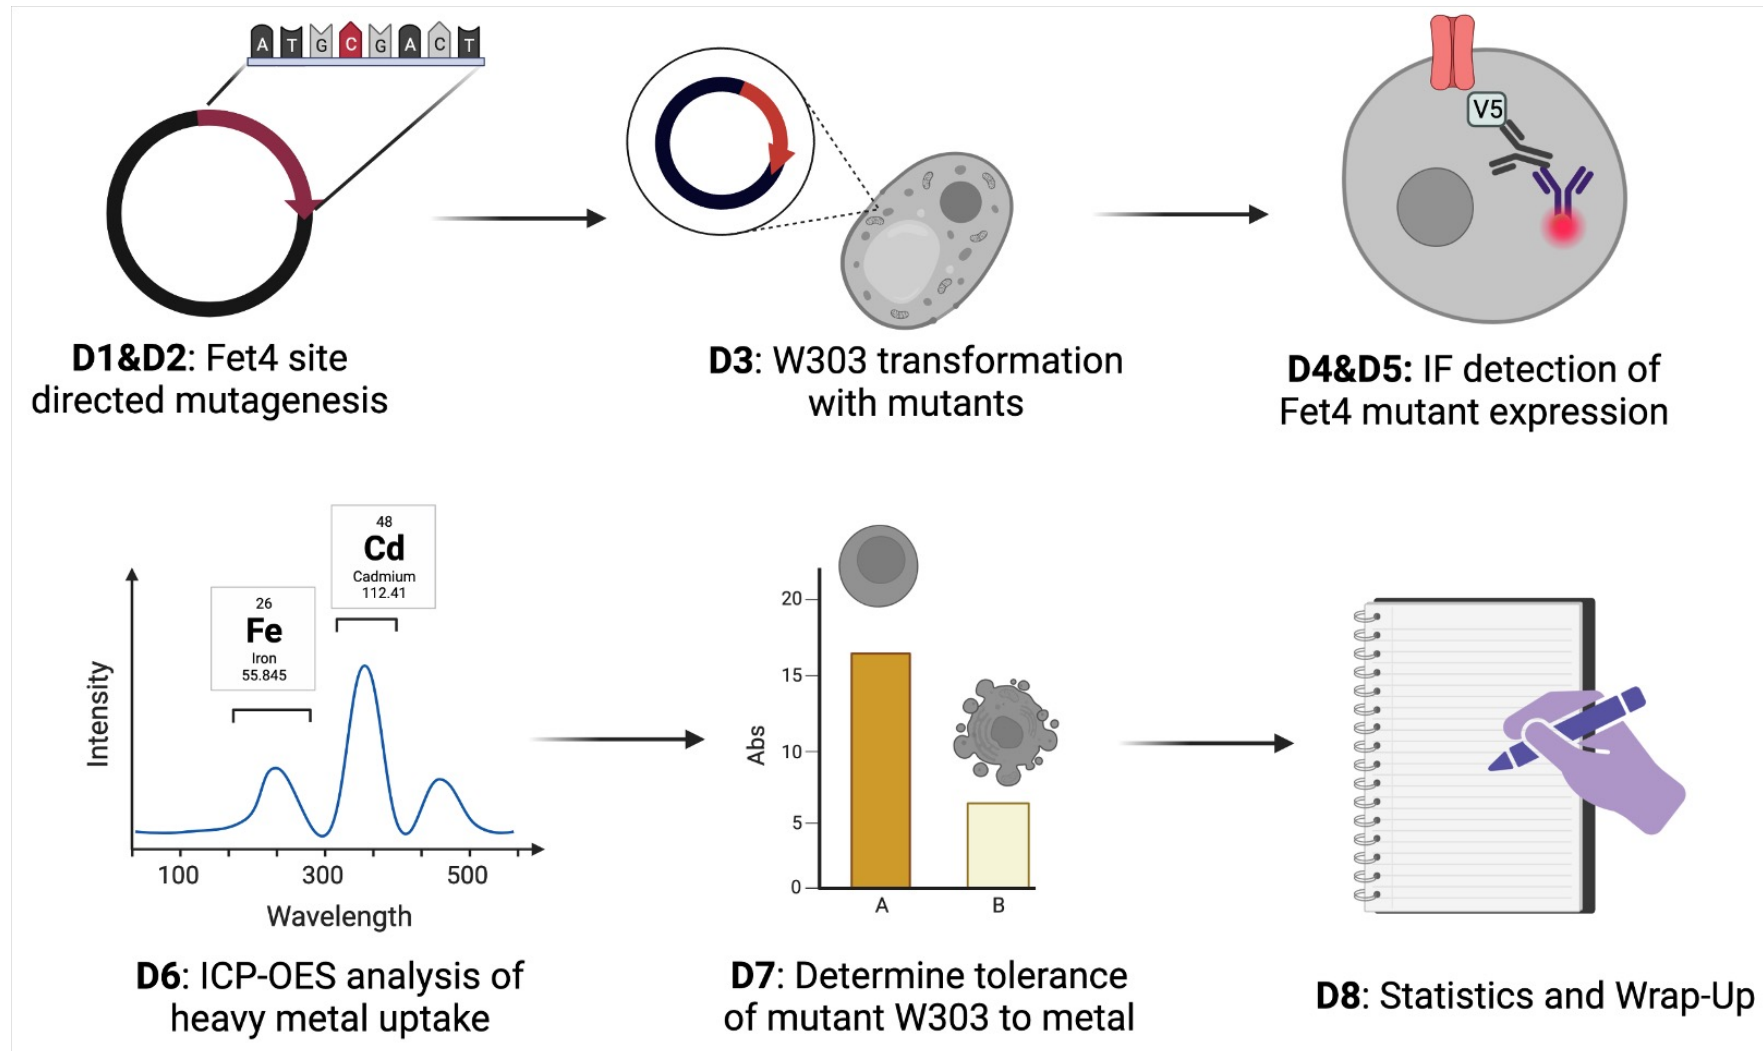 A T G C G A C T
V5
D1&D2: Fet4 site
directed mutagenesis
D3: W303 transformation
with mutants
D4&D5: IF detection of
Fet4 mutant expression
48
Cd
Cadmium
112.41
26
Fe
Iron
55.845
Intensity
100 300 500
Wavelength
20
15
10
5
0
Abs
A B
D6: ICP-OES analysis of
heavy metal uptake
D7: Determine tolerance
of mutant W303 to metal
D8: Statistics and Wrap-Up